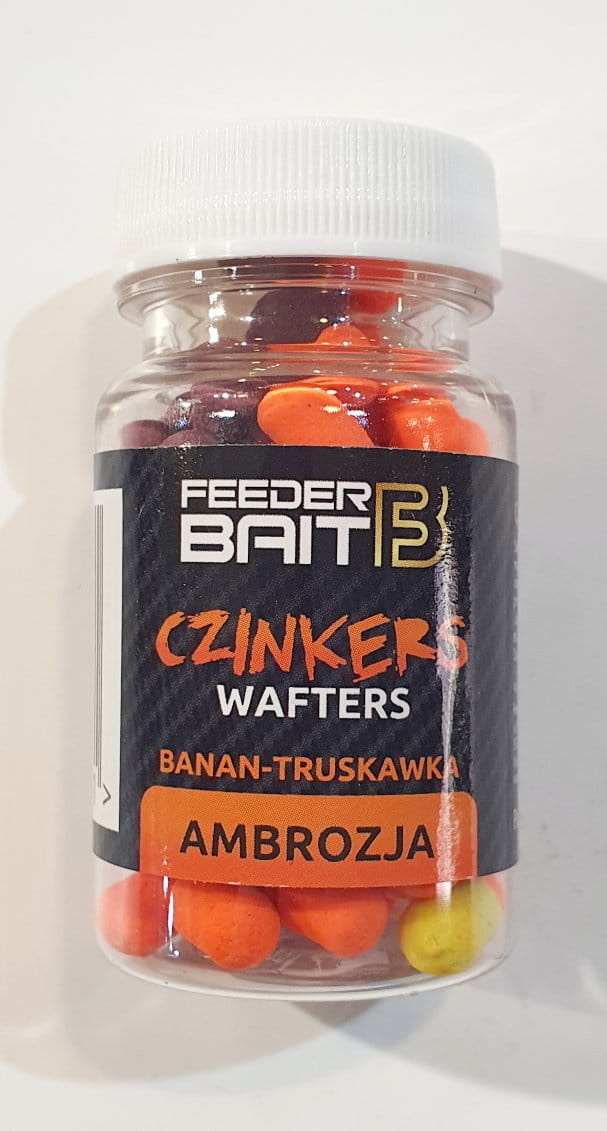 FEEDER
BAIT
CZINKERS
WAFTERS
BANAN-TRUSKAWKA
AMBROZJA